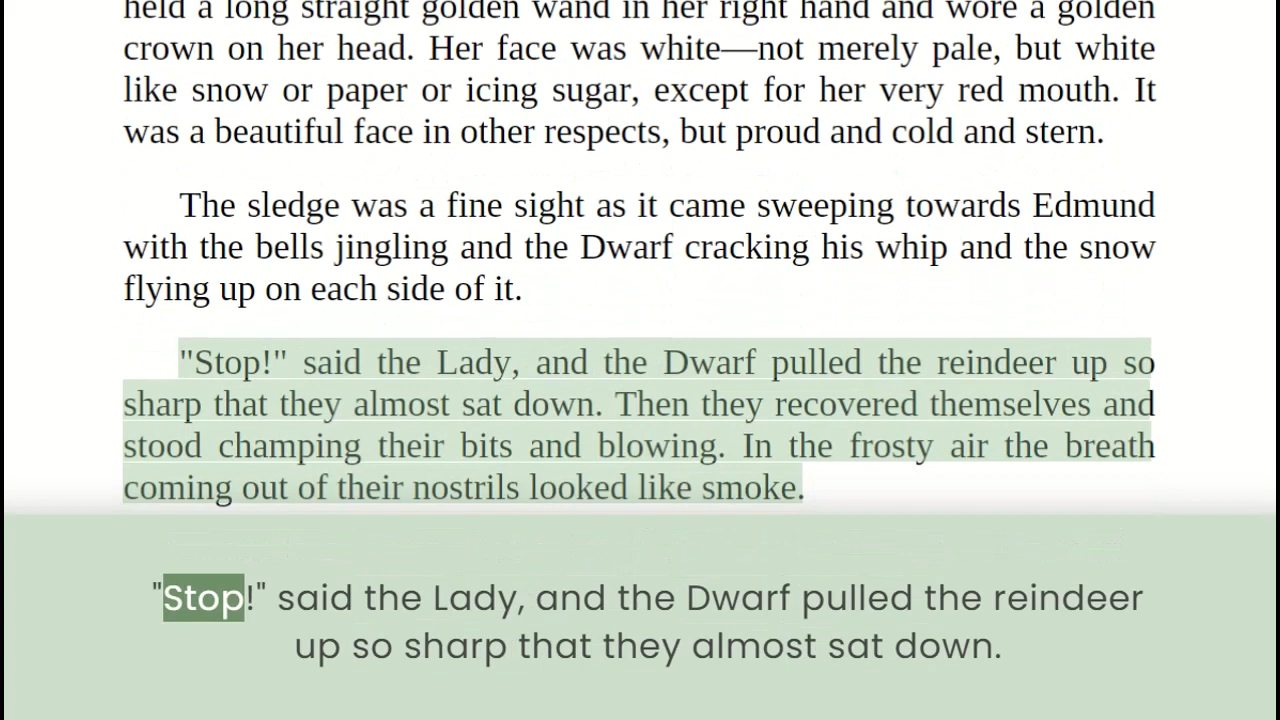 held a long straight golden wand in her right hand and wore a golden
crown on her head. Her face was white—not merely pale, but white
like snow or paper or icing sugar, except for her very red mouth. It
was a beautiful face in other respects, but proud and cold and stern.
The sledge was a fine sight as it came sweeping towards Edmund
with the bells jingling and the Dwarf cracking his whip and the snow
flying up on each side of it.
"Stop!" said the Lady, and the Dwarf pulled the reindeer up so
sharp that they almost sat down. Then they recovered themselves and
stood champing their bits and blowing. In the frosty air the breath
coming out of their nostrils looked like smoke.
"Stop!" said the Lady, and the Dwarf pulled the reindeer
up so sharp that they almost sat down.